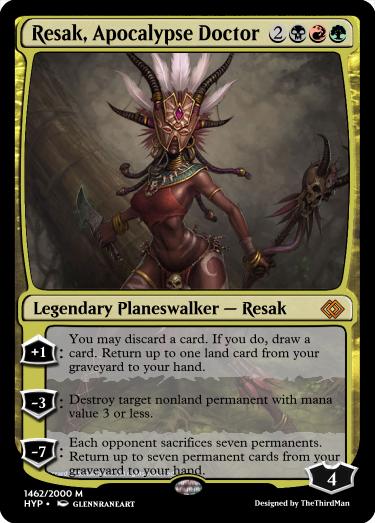 Resak, Apocalypse Doctor 2
Legendary Planeswalker — Resak
+1: You may discard a card. If you do, draw a
card. Return up to one land card from your
graveyard to your hand.
-3: Destroy target nonland permanent with mana
value 3 or less.
-7: Each opponent sacrifices seven permanents.
Return up to seven permanent cards from your
graveyard to your hand.
4
1462/2000 M
HYP • GLENNRANEART
Designed by TheThirdMan